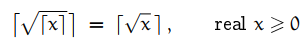 ⌈√⌈x⌉⌉ = ⌈√x⌉ ,    real x ⩾ 0